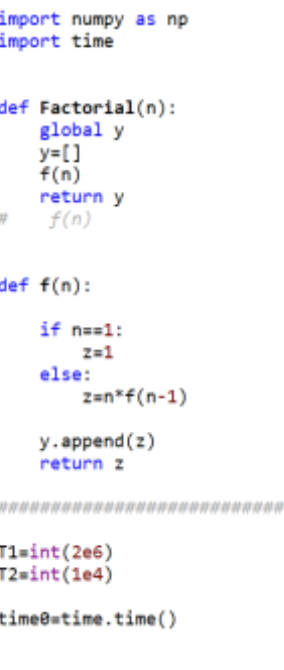 import numpy as np
import time
def Factorial(n):
    global y
    y=[]
    f(n)
    return y
#    f(n)
def f(n):
    if n==1:
        z=1
    else:
        z=n*f(n-1)
    y.append(z)
    return z
##########################
T1=int(2e6)
T2=int(1e4)
time0=time.time()